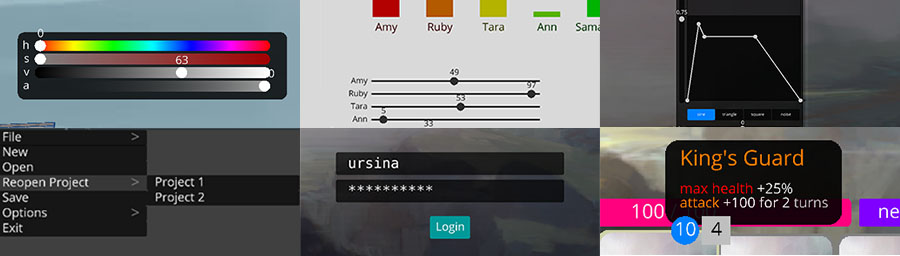 0
h
s
63
v
a
0
Amy
Ruby
Tara
Ann
Sama
49
Amy
Ruby
97
Tara
53
Ann
5
33
0.75
sine
triangle
square
noise
0
File >
New
Open
Reopen Project >
Project 1
Save
Project 2
Options >
Exit
ursina
**********
Login
King's Guard
max health +25%
attack +100 for 2 turns
100
ne
10
4